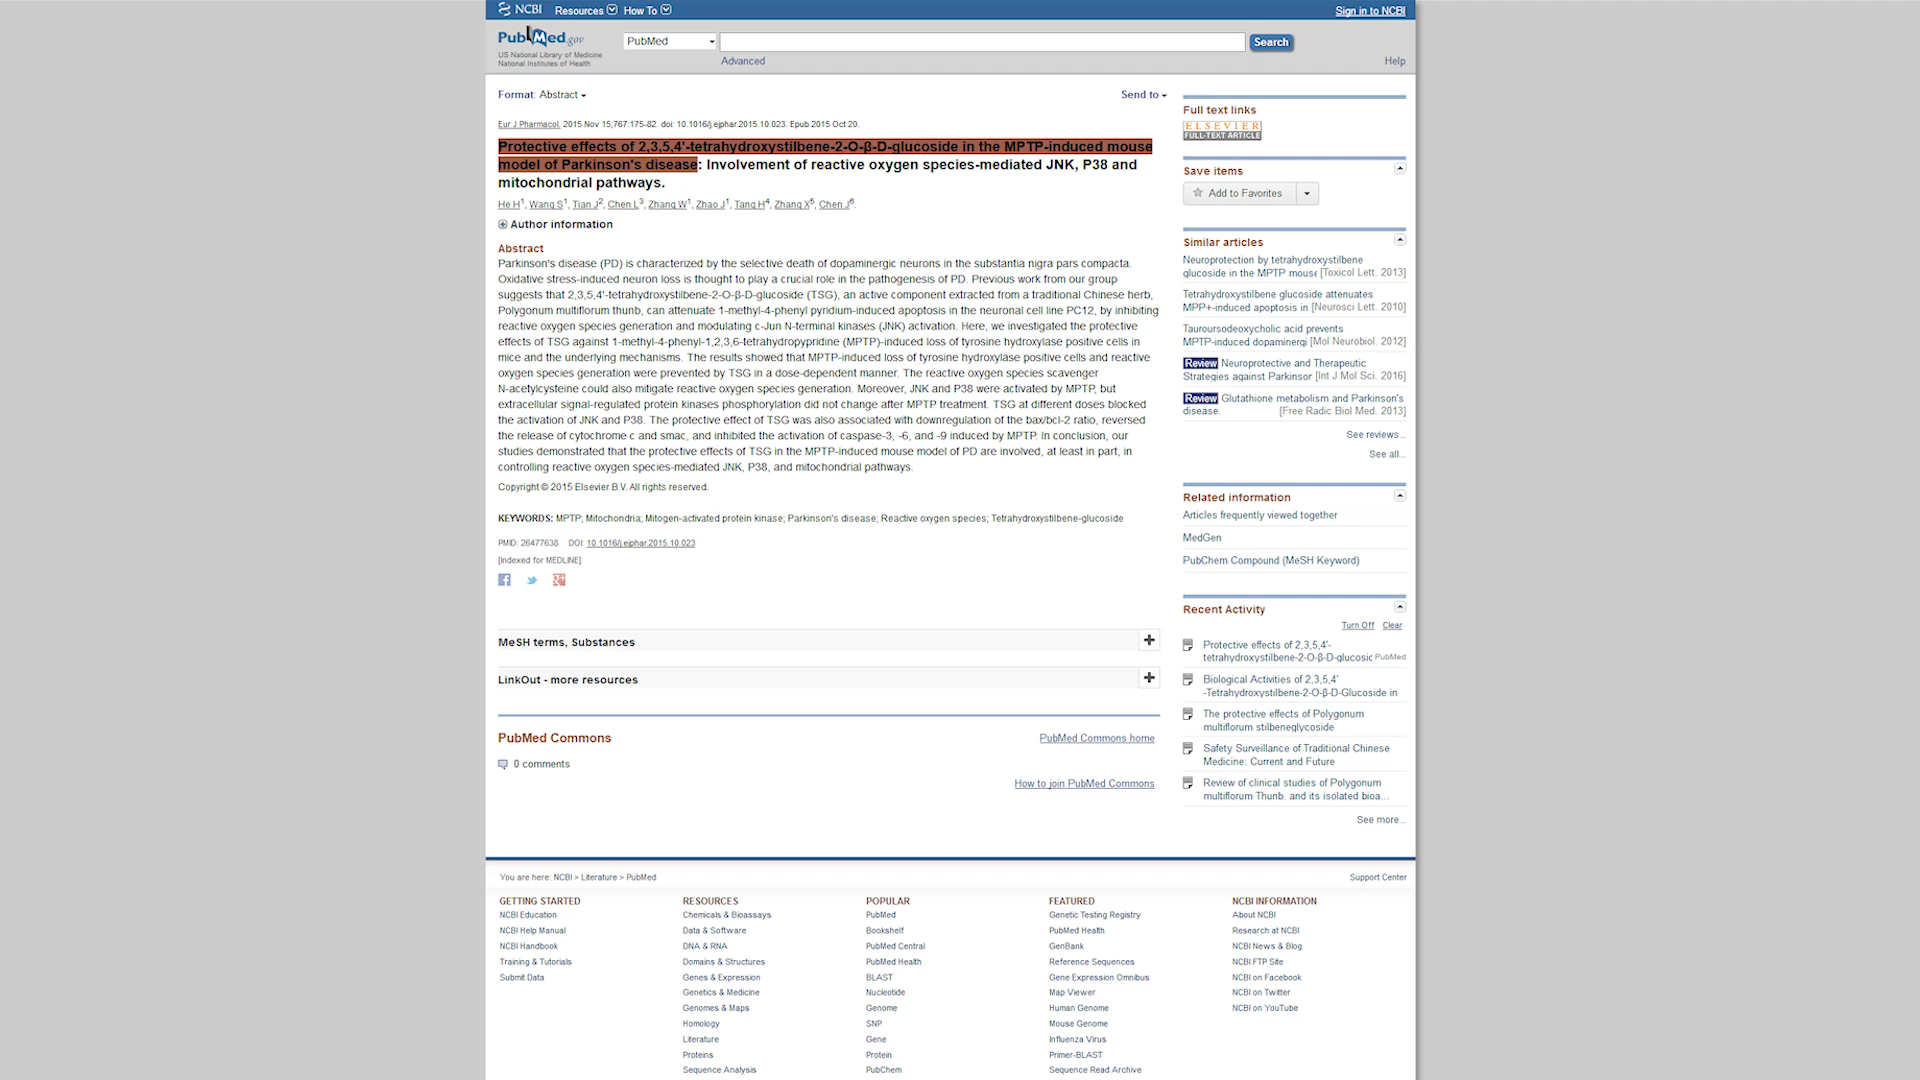 NCBI Resources How To Sign in to NCBI
PubMed.gov
US National Library of Medicine
National Institutes of Health
PubMed
Search
Advanced
Help
Format: Abstract
Send to
Eur J Pharmacol. 2015 Nov 15;767:175-82. doi: 10.1016/j.ejphar.2015.10.023. Epub 2015 Oct 20.
Protective effects of 2,3,5,4'-tetrahydroxystilbene-2-O-β-D-glucoside in the MPTP-induced mouse
model of Parkinson's disease: Involvement of reactive oxygen species-mediated JNK, P38 and
mitochondrial pathways.
He H1, Wang S1, Tian J2, Chen L3, Zhang W1, Zhao J1, Tang H4, Zhang X5, Chen J6.
Author information
Abstract
Parkinson's disease (PD) is characterized by the selective death of dopaminergic neurons in the substantia nigra pars compacta.
Oxidative stress-induced neuron loss is thought to play a crucial role in the pathogenesis of PD. Previous work from our group
suggests that 2,3,5,4'-tetrahydroxystilbene-2-O-β-D-glucoside (TSG), an active component extracted from a traditional Chinese herb,
Polygonum multiflorum thunb, can attenuate 1-methyl-4-phenyl pyridium-induced apoptosis in the neuronal cell line PC12, by inhibiting
reactive oxygen species generation and modulating c-Jun N-terminal kinases (JNK) activation. Here, we investigated the protective
effects of TSG against 1-methyl-4-phenyl-1,2,3,6-tetrahydropypridine (MPTP)-induced loss of tyrosine hydroxylase positive cells in
mice and the underlying mechanisms. The results showed that MPTP-induced loss of tyrosine hydroxylase positive cells and reactive
oxygen species generation were prevented by TSG in a dose-dependent manner. The reactive oxygen species scavenger
N-acetylcysteine could also mitigate reactive oxygen species generation. Moreover, JNK and P38 were activated by MPTP, but
extracellular signal-regulated protein kinases phosphorylation did not change after MPTP treatment. TSG at different doses blocked
the activation of JNK and P38. The protective effect of TSG was also associated with downregulation of the bax/bcl-2 ratio, reversed
the release of cytochrome c and smac, and inhibited the activation of caspase-3, -6, and -9 induced by MPTP. In conclusion, our
studies demonstrated that the protective effects of TSG in the MPTP-induced mouse model of PD are involved, at least in part, in
controlling reactive oxygen species-mediated JNK, P38, and mitochondrial pathways.
Copyright © 2015 Elsevier B.V. All rights reserved.
KEYWORDS: MPTP; Mitochondria; Mitogen-activated protein kinase; Parkinson's disease; Reactive oxygen species; Tetrahydroxystilbene-glucoside
PMID: 26477638 DOI: 10.1016/j.ejphar.2015.10.023
[Indexed for MEDLINE]
MeSH terms, Substances
LinkOut - more resources
PubMed Commons
PubMed Commons home
0 comments
How to join PubMed Commons
Full text links
ELSEVIER
FULL-TEXT ARTICLE
Save items
Add to Favorites
Similar articles
Neuroprotection by tetrahydroxystilbene
glucoside in the MPTP mouse [Toxicol Lett. 2013]
Tetrahydroxystilbene glucoside attenuates
MPP+-induced apoptosis in [Neurosci Lett. 2010]
Tauroursodeoxycholic acid prevents
MPTP-induced dopaminergi [Mol Neurobiol. 2012]
Review Neuroprotective and Therapeutic
Strategies against Parkinson [Int J Mol Sci. 2016]
Review Glutathione metabolism and Parkinson's
disease. [Free Radic Biol Med. 2013]
See reviews...
See all...
Related information
Articles frequently viewed together
MedGen
PubChem Compound (MeSH Keyword)
Recent Activity
Turn Off Clear
Protective effects of 2,3,5,4'-
tetrahydroxystilbene-2-O-β-D-glucosic PubMed
Biological Activities of 2,3,5,4'
-Tetrahydroxystilbene-2-O-β-D-Glucoside in
The protective effects of Polygonum
multiflorum stilbeneglycoside
Safety Surveillance of Traditional Chinese
Medicine: Current and Future
Review of clinical studies of Polygonum
multiflorum Thunb. and its isolated bioa...
See more...
You are here: NCBI > Literature > PubMed
Support Center
GETTING STARTED
NCBI Education
NCBI Help Manual
NCBI Handbook
Training & Tutorials
Submit Data
RESOURCES
Chemicals & Bioassays
Data & Software
DNA & RNA
Domains & Structures
Genes & Expression
Genetics & Medicine
Genomes & Maps
Homology
Literature
Proteins
Sequence Analysis
POPULAR
PubMed
Bookshelf
PubMed Central
PubMed Health
BLAST
Nucleotide
Genome
SNP
Gene
Protein
PubChem
FEATURED
Genetic Testing Registry
PubMed Health
GenBank
Reference Sequences
Gene Expression Omnibus
Map Viewer
Human Genome
Mouse Genome
Influenza Virus
Primer-BLAST
Sequence Read Archive
NCBI INFORMATION
About NCBI
Research at NCBI
NCBI News & Blog
NCBI FTP Site
NCBI on Facebook
NCBI on Twitter
NCBI on YouTube